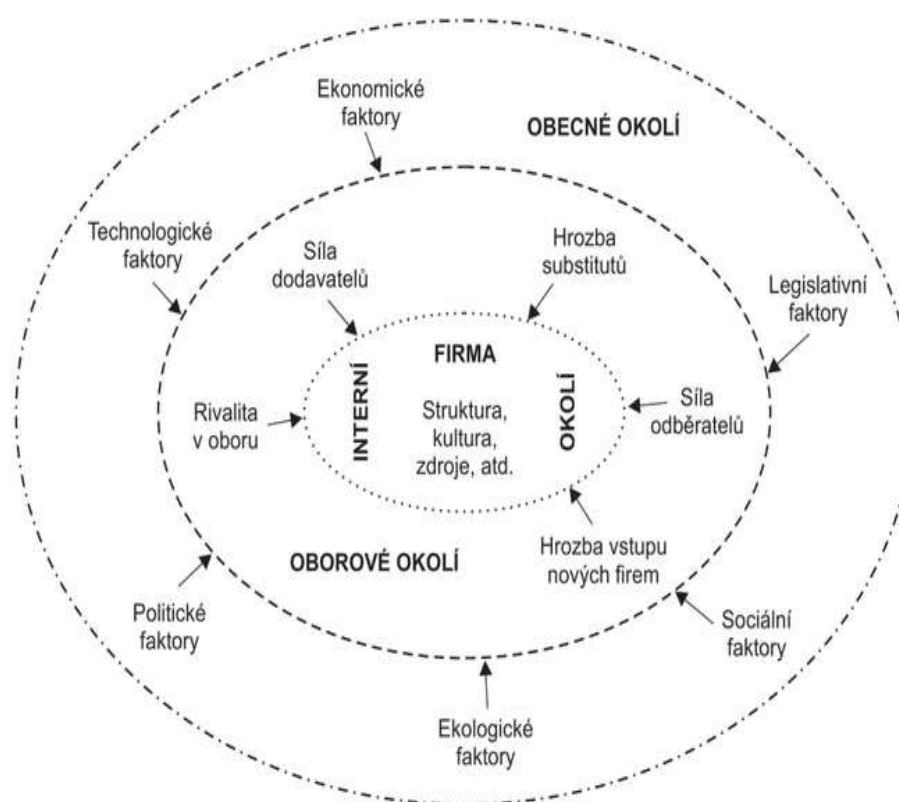 Ekonomické
faktory
OBECNÉ OKOLÍ
Technologické
faktory
Síla
dodavatelů
Hrozba
substitutů
Legislativní
faktory
FIRMA
INTERNÍ
OKOLÍ
Struktura,
kultura,
zdroje, atd.
Rivalita
v oboru
Síla
odběratelů
OBOROVÉ OKOLÍ
Hrozba vstupu
nových firem
Politické
faktory
Sociální
faktory
Ekologické
faktory